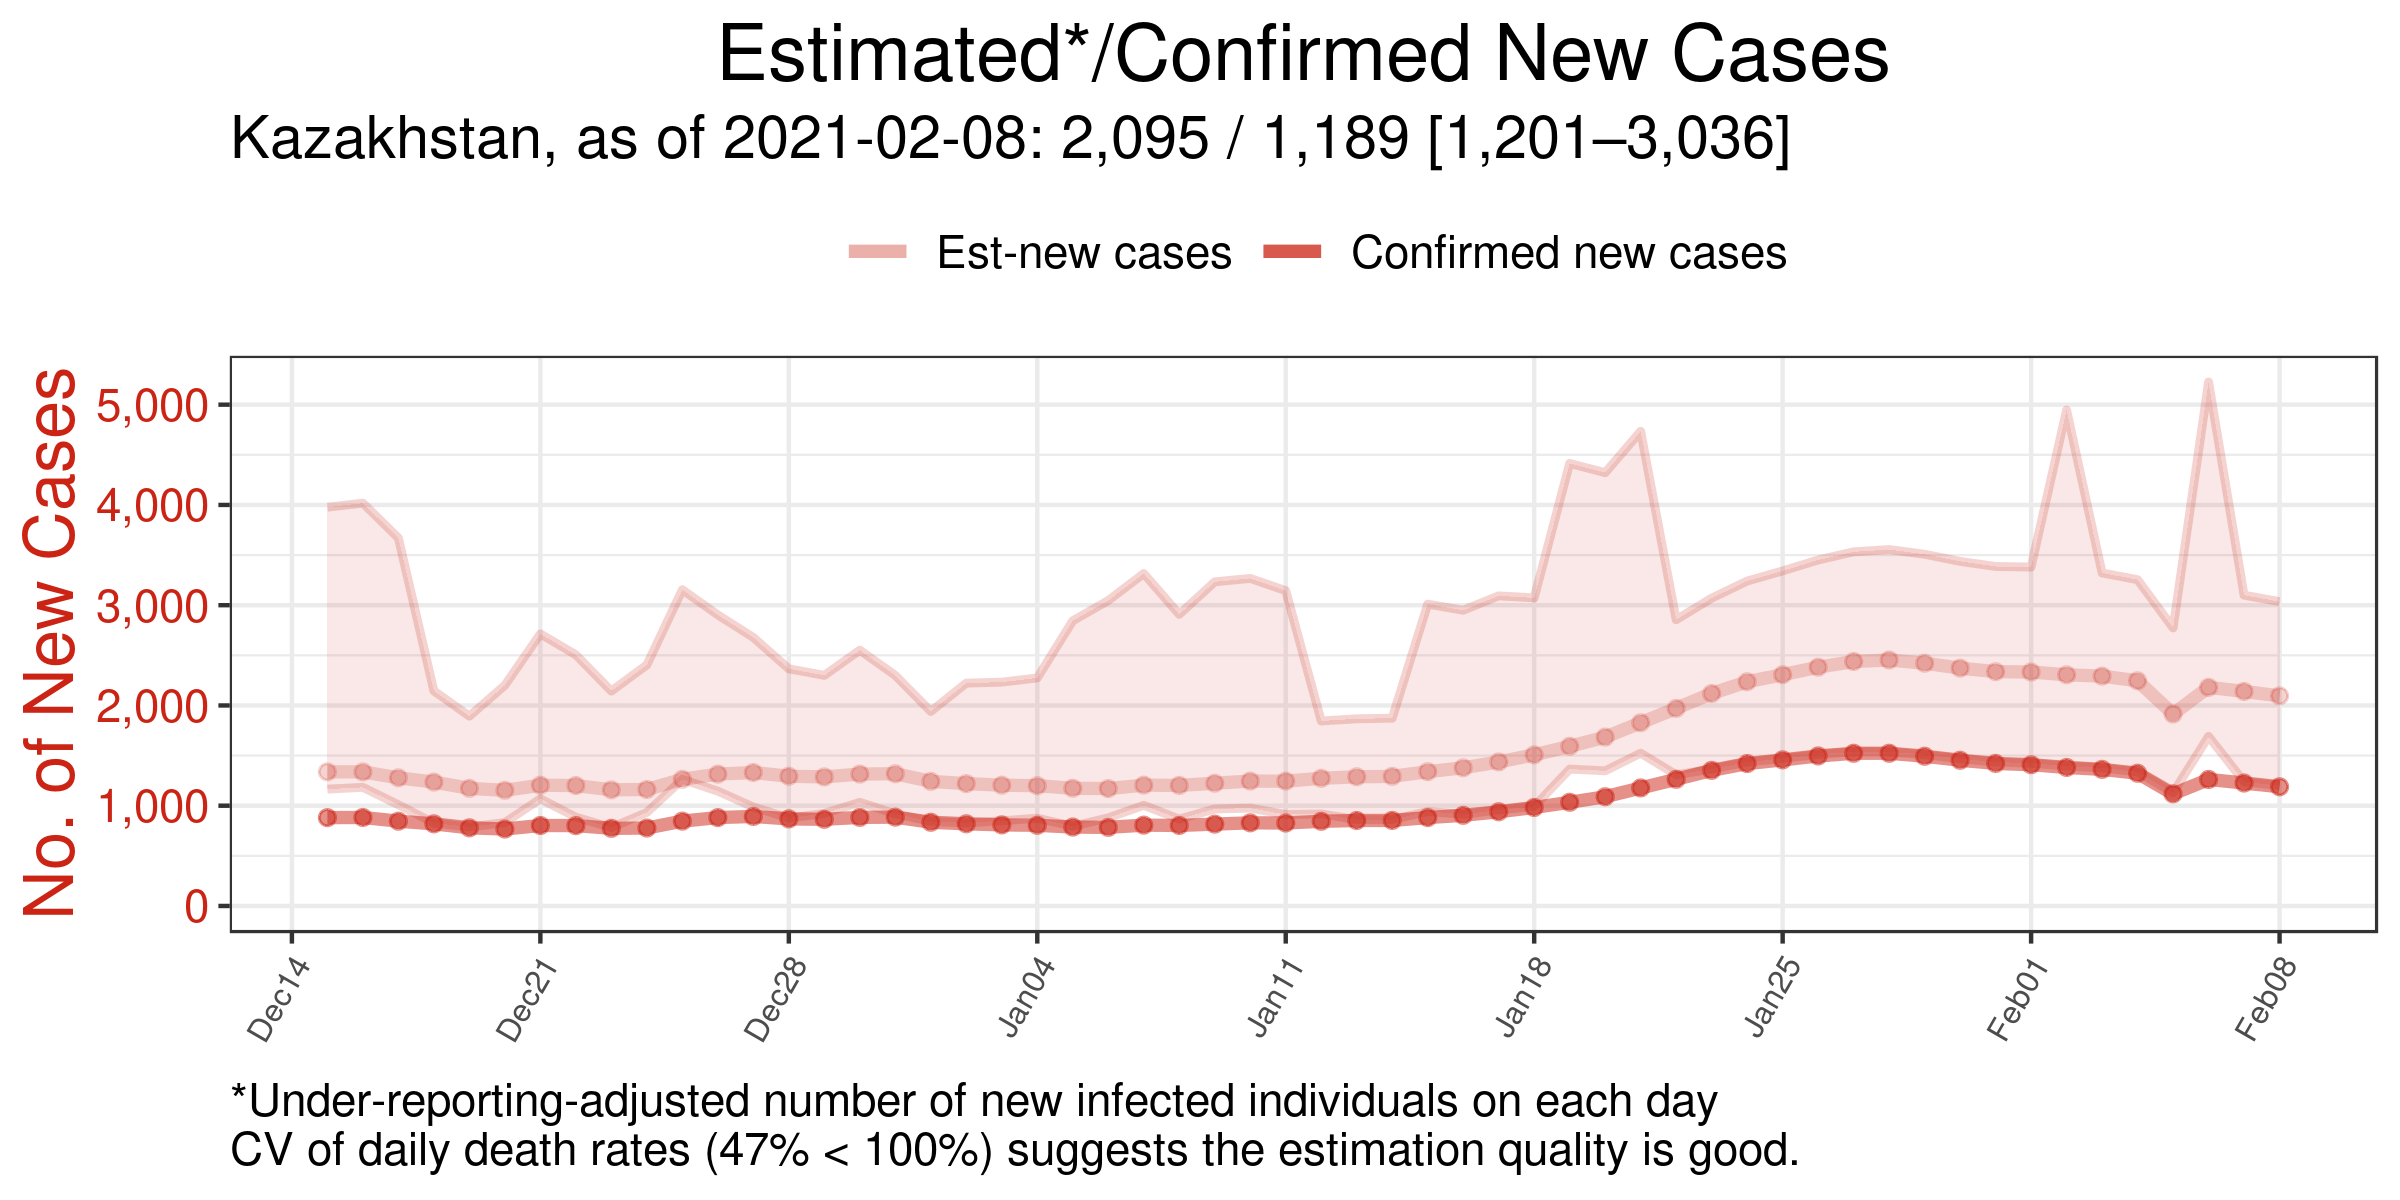 Estimated*/Confirmed New Cases
Kazakhstan, as of 2021-02-08: 2,095 / 1,189 [1,201–3,036]
Est-new cases
Confirmed new cases
No. of New Cases
5,000
4,000
3,000
2,000
1,000
0
Dec14
Dec21
Dec28
Jan04
Jan11
Jan18
Jan25
Feb01
Feb08
*Under-reporting-adjusted number of new infected individuals on each day
CV of daily death rates (47% < 100%) suggests the estimation quality is good.